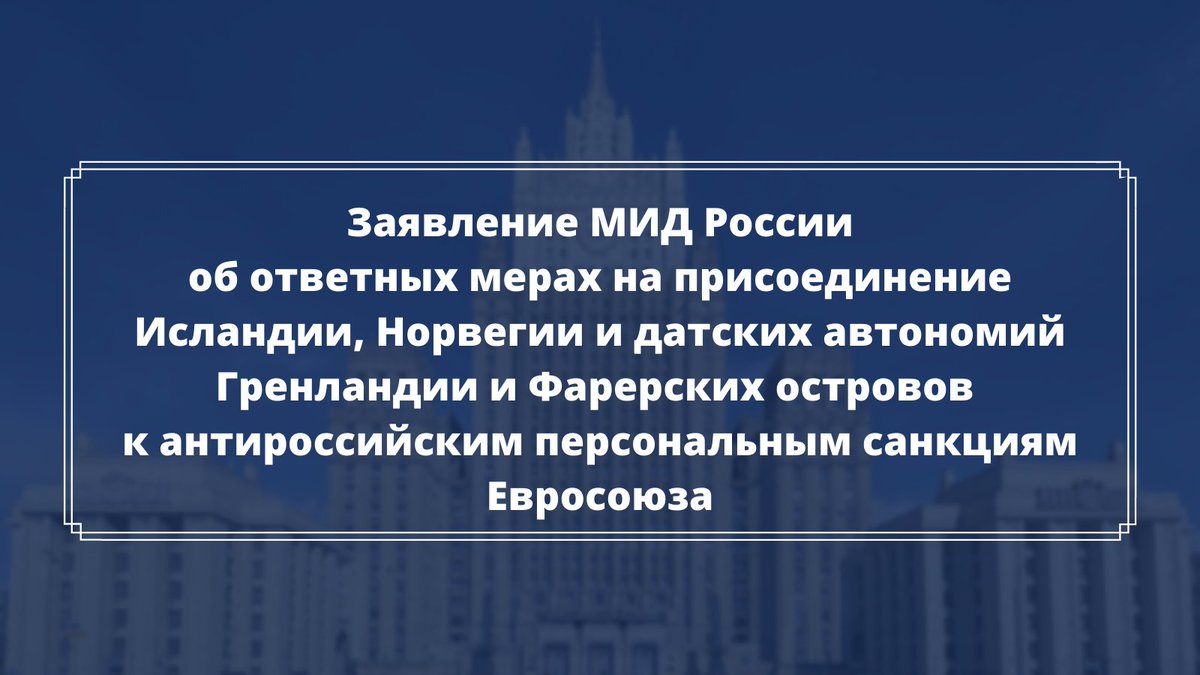 Заявление МИД России
об ответных мерах на присоединение
Исландии, Норвегии и датских автономий
Гренландии и Фарерских островов
к антироссийским персональным санкциям
Евросоюза